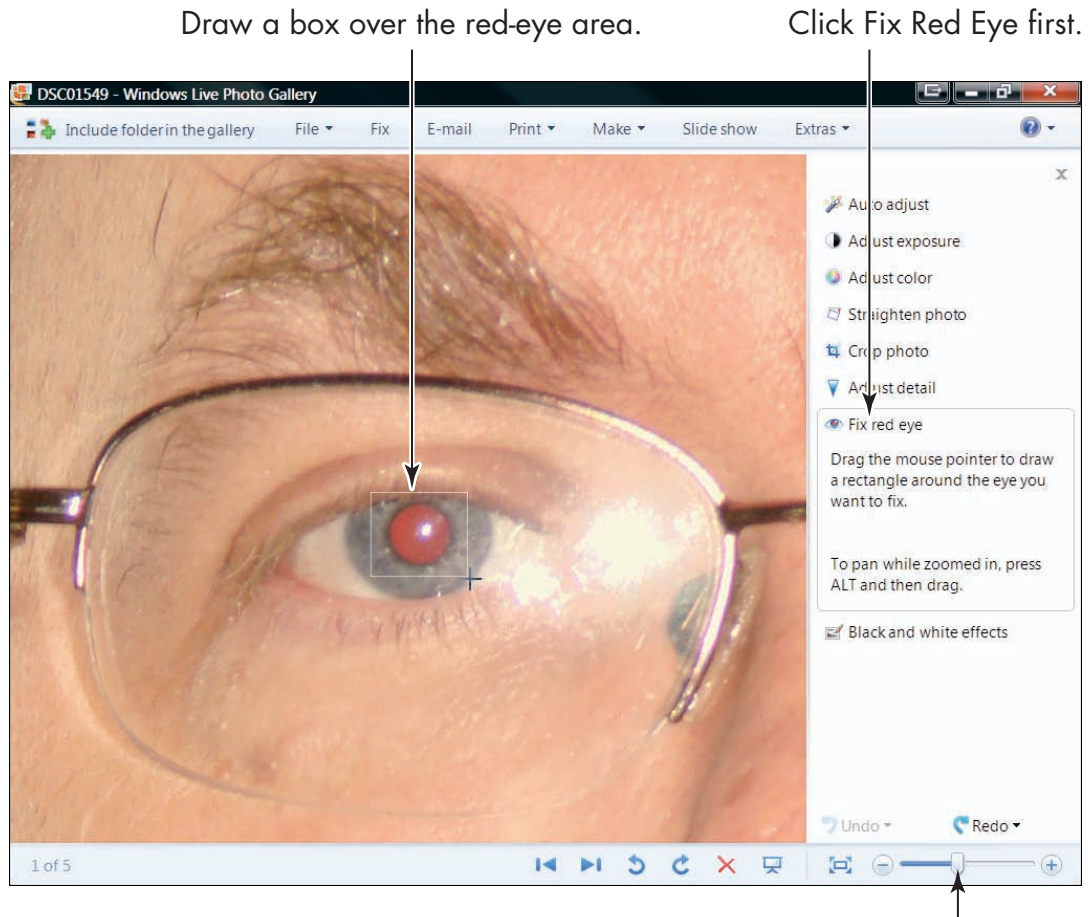 Draw a box over the red-eye area.
Click Fix Red Eye first.
DSC01549 - Windows Live Photo Gallery
Include folder in the gallery File Fix E-mail Print Make Slide show Extras
Auto adjust
Adjust exposure
Adjust color
Straighten photo
Crop photo
Adjust detail
Fix red eye
Drag the mouse pointer to draw
a rectangle around the eye you
want to fix.
To pan while zoomed in, press
ALT and then drag.
Black and white effects
Undo Redo
1 of 5